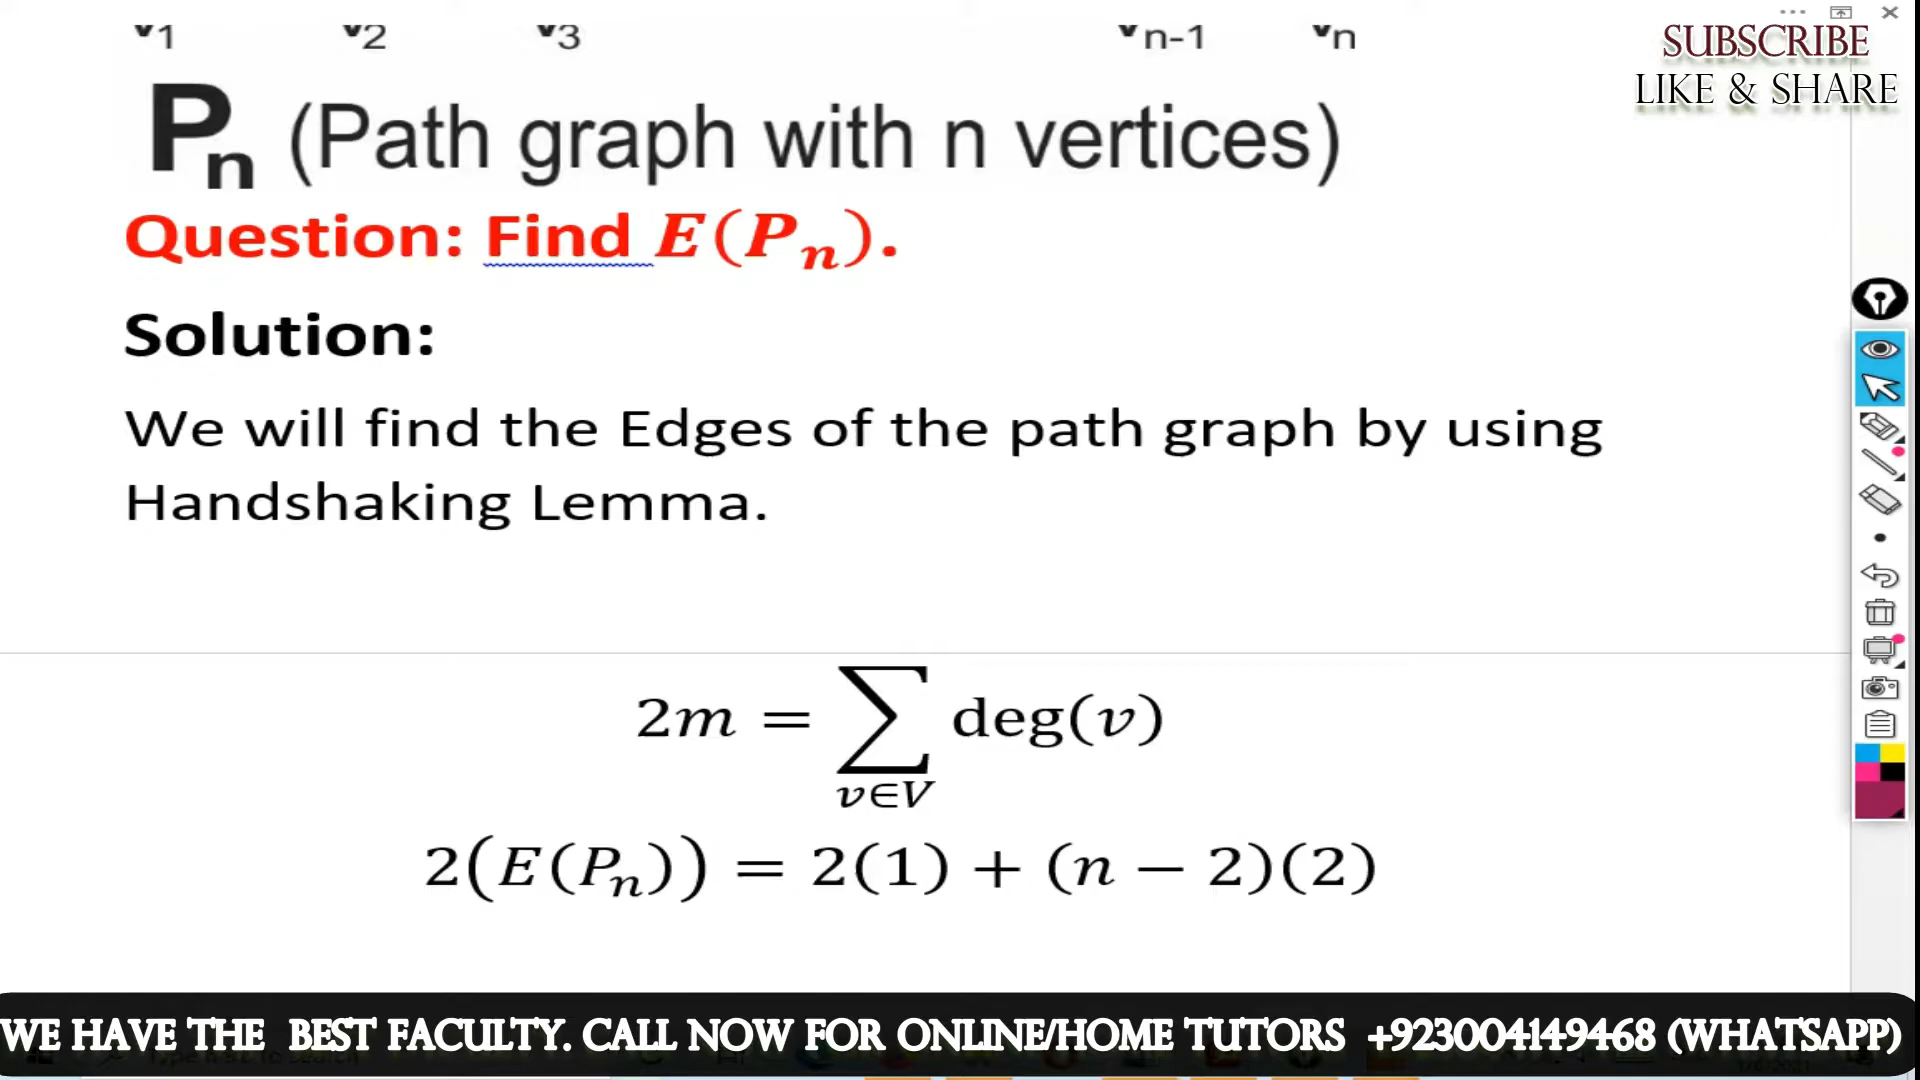 v1 v2 v3 vn-1 vn
SUBSCRIBE
LIKE & SHARE
Pn (Path graph with n vertices)
Question: Find E(Pn).
Solution:
We will find the Edges of the path graph by using
Handshaking Lemma.
2m = ∑ deg(v)
v∈V
2(E(Pn)) = 2(1) + (n − 2)(2)
WE HAVE THE BEST FACULTY. CALL NOW FOR ONLINE/HOME TUTORS +923004149468 (WHATSAPP)